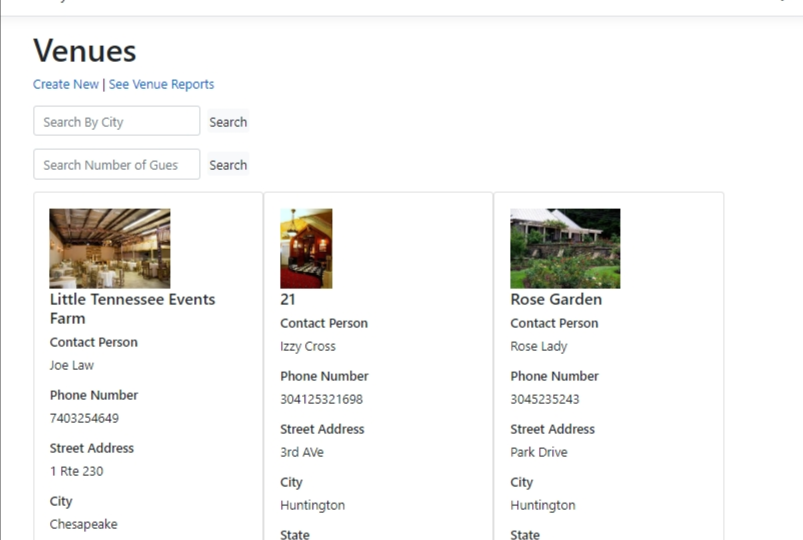 Venues
Create New | See Venue Reports
Search By City Search
Search Number of Gues Search
Little Tennessee Events
Farm
Contact Person
Joe Law
Phone Number
7403254649
Street Address
1 Rte 230
City
Chesapeake
21
Contact Person
Izzy Cross
Phone Number
304125321698
Street Address
3rd AVe
City
Huntington
State
Rose Garden
Contact Person
Rose Lady
Phone Number
3045235243
Street Address
Park Drive
City
Huntington
State